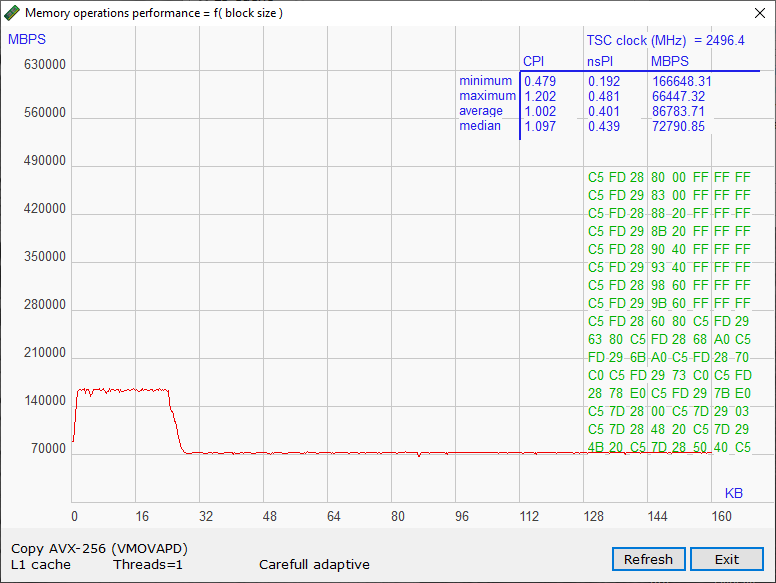 Memory operations performance = f( block size )
MBPS
TSC clock (MHz) = 2496.4
CPI nsPI MBPS
minimum 0.479 0.192 166648.31
maximum 1.202 0.481 66447.32
average 1.002 0.401 86783.71
median 1.097 0.439 72790.85
630000
560000
490000
420000
350000
280000
210000
140000
70000
C5 FD 28 80 00 FF FF FF
C5 FD 29 83 00 FF FF FF
C5 FD 28 88 20 FF FF FF
C5 FD 29 8B 20 FF FF FF
C5 FD 28 90 40 FF FF FF
C5 FD 29 93 40 FF FF FF
C5 FD 28 98 60 FF FF FF
C5 FD 29 9B 60 FF FF FF
C5 FD 28 60 80 C5 FD 29
63 80 C5 FD 28 68 A0 C5
FD 29 6B A0 C5 FD 28 70
C0 C5 FD 29 73 C0 C5 FD
28 78 E0 C5 FD 29 7B E0
C5 7D 28 00 C5 7D 29 03
C5 7D 28 48 20 C5 7D 29
4B 20 C5 7D 28 50 40 C5
KB
0 16 32 48 64 80 96 112 128 144 160
Copy AVX-256 (VMOVAPD)
L1 cache Threads=1 Carefull adaptive
Refresh Exit